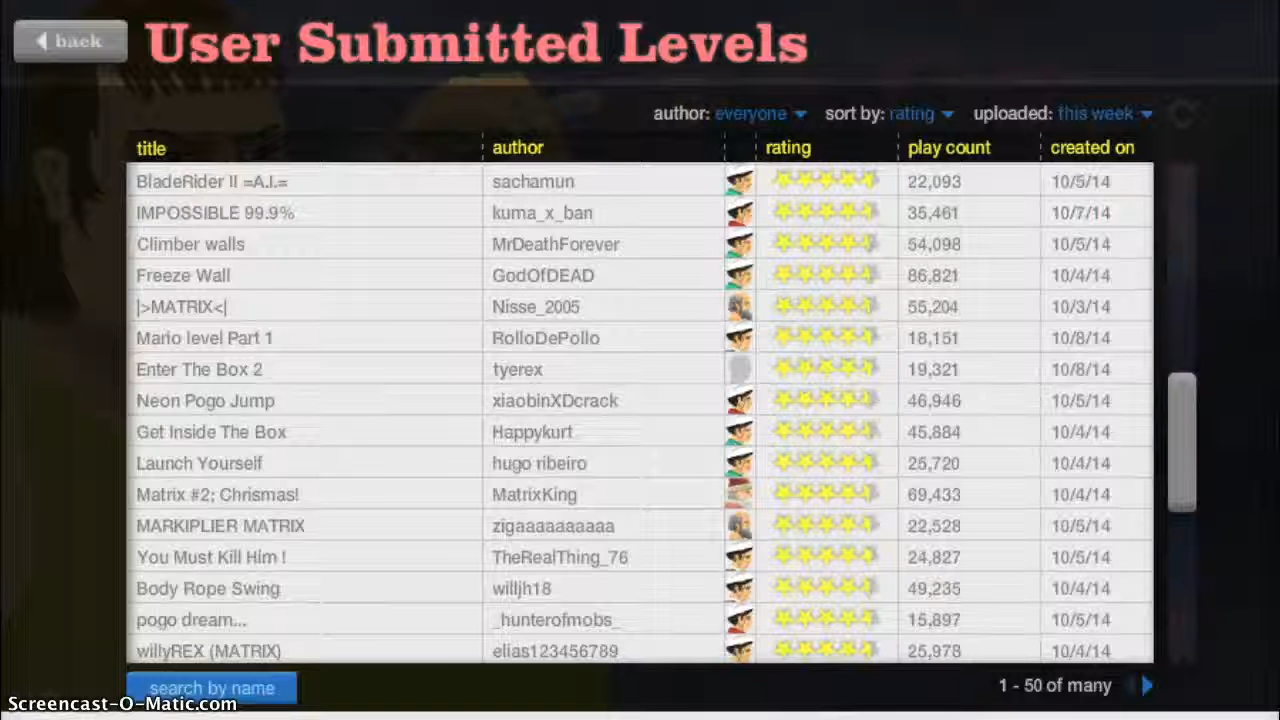 back
User Submitted Levels
author: everyone sort by: rating uploaded: this week
title author rating play count created on
BladeRider II =A.I.= sachamun 22,093 10/5/14
IMPOSSIBLE 99.9% kuma_x_ban 35,461 10/7/14
Climber walls MrDeathForever 54,098 10/5/14
Freeze Wall GodOfDEAD 86,821 10/4/14
|>MATRIX<| Nisse_2005 55,204 10/3/14
Mario level Part 1 RolloDePollo 18,151 10/8/14
Enter The Box 2 tyerex 19,321 10/8/14
Neon Pogo Jump xiaobinXDcrack 46,946 10/5/14
Get Inside The Box Happykurt 45,884 10/4/14
Launch Yourself hugo ribeiro 25,720 10/4/14
Matrix #2; Chrismas! MatrixKing 69,433 10/4/14
MARKIPLIER MATRIX zigaaaaaaaaaa 22,528 10/5/14
You Must Kill Him ! TheRealThing_76 24,827 10/5/14
Body Rope Swing willjh18 49,235 10/4/14
pogo dream... _hunterofmobs_ 15,897 10/5/14
willyREX (MATRIX) elias123456789 25,978 10/4/14
search by name 1 - 50 of many
Screencast-O-Matic.com